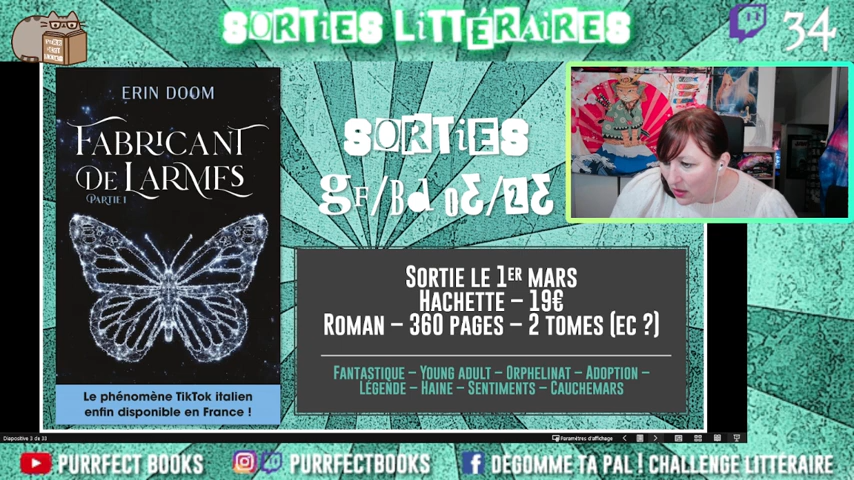 SORTIES LITTÉRAIRES
34
ERIN DOOM
FABRICANT
DE LARMES
PARTIE 1
Le phénomène TikTok italien
enfin disponible en France !
SORTIES
GF/BD 03/23
SORTIE LE 1ER MARS
HACHETTE – 19€
ROMAN – 360 PAGES – 2 TOMES (EC ?)
FANTASTIQUE – YOUNG ADULT – ORPHELINAT – ADOPTION –
LÉGENDE – HAINE – SENTIMENTS – CAUCHEMARS
Diapositive 3 de 33
Paramètres d'affichage
PURRFECT BOOKS
PURRFECTBOOKS
DÉGOMME TA PAL ! CHALLENGE LITTÉRAIRE